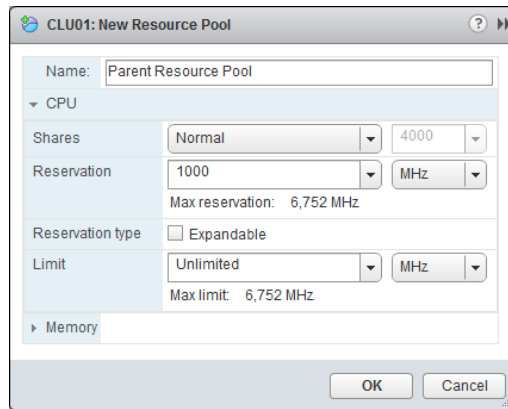 CLU01: New Resource Pool ?
Name: Parent Resource Pool
CPU
Shares Normal 4000
Reservation 1000 MHz
Max reservation: 6,752 MHz
Reservation type Expandable
Limit Unlimited MHz
Max limit: 6,752 MHz
Memory
OK Cancel